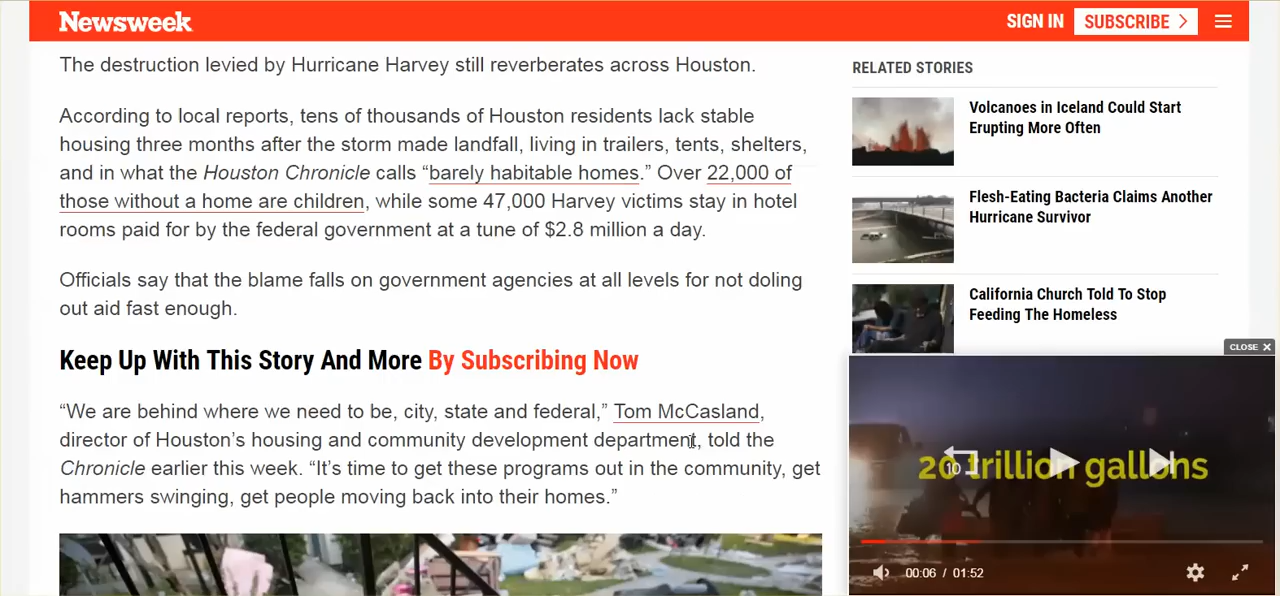 Newsweek
SIGN IN
SUBSCRIBE
The destruction levied by Hurricane Harvey still reverberates across Houston.
According to local reports, tens of thousands of Houston residents lack stable
housing three months after the storm made landfall, living in trailers, tents, shelters,
and in what the Houston Chronicle calls “barely habitable homes.” Over 22,000 of
those without a home are children, while some 47,000 Harvey victims stay in hotel
rooms paid for by the federal government at a tune of $2.8 million a day.
Officials say that the blame falls on government agencies at all levels for not doling
out aid fast enough.
Keep Up With This Story And More By Subscribing Now
“We are behind where we need to be, city, state and federal,” Tom McCasland,
director of Houston’s housing and community development department, told the
Chronicle earlier this week. “It’s time to get these programs out in the community, get
hammers swinging, get people moving back into their homes.”
RELATED STORIES
Volcanoes in Iceland Could Start
Erupting More Often
Flesh-Eating Bacteria Claims Another
Hurricane Survivor
California Church Told To Stop
Feeding The Homeless
CLOSE
20 trillion gallons
10
00:06 / 01:52